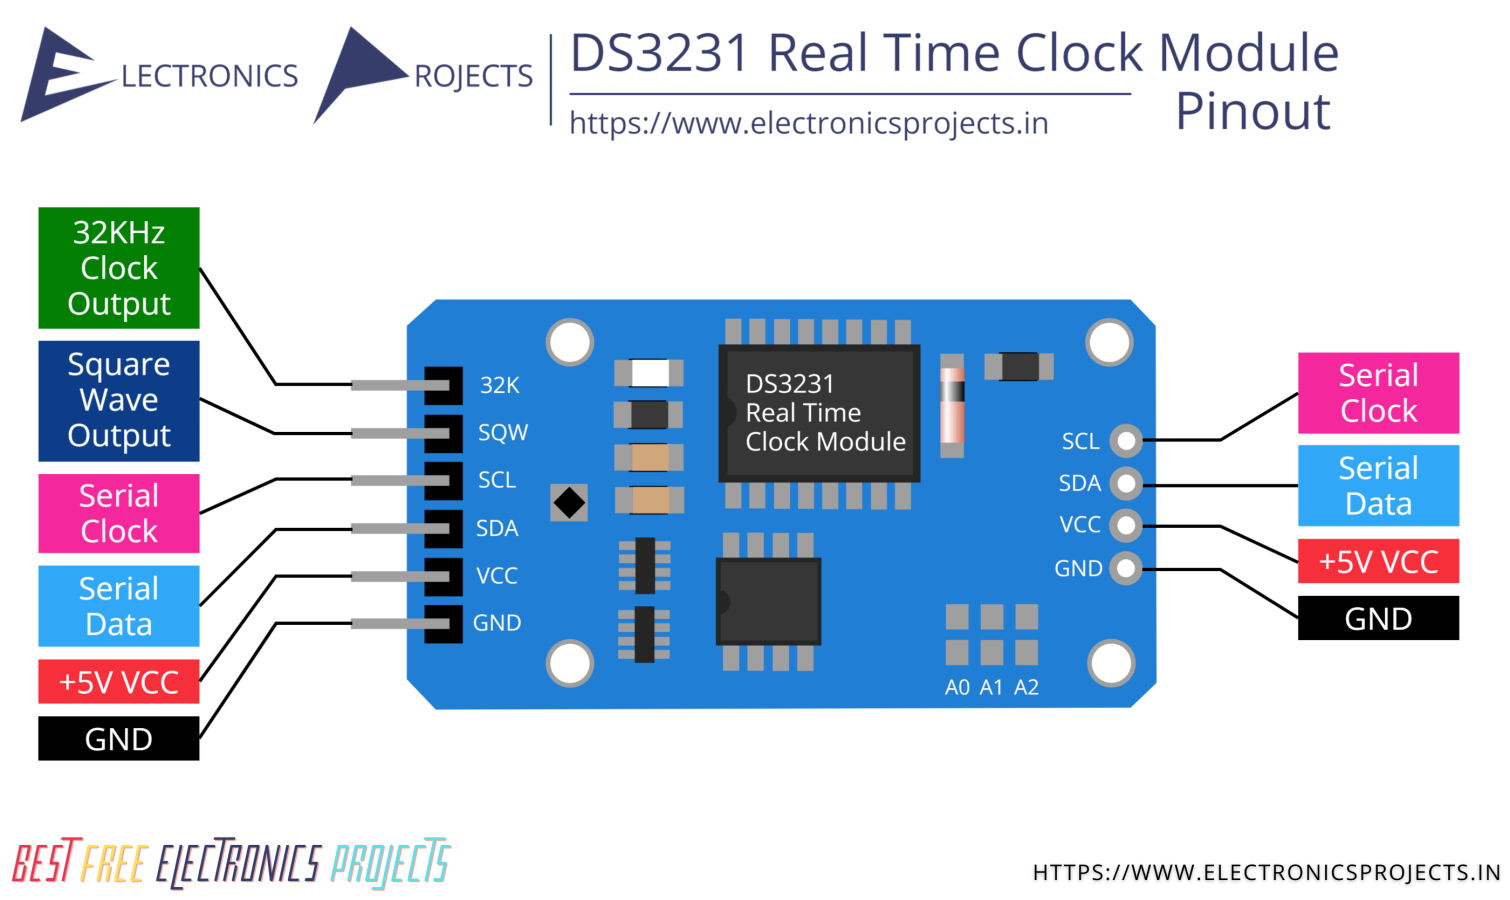 ELECTRONICS PROJECTS
DS3231 Real Time Clock Module
Pinout
https://www.electronicsprojects.in
32KHz
Clock
Output
Square
Wave
Output
Serial
Clock
Serial
Data
+5V VCC
GND
32K
SQW
SCL
SDA
VCC
GND
DS3231
Real Time
Clock Module
SCL
SDA
VCC
GND
A0 A1 A2
Serial
Clock
Serial
Data
+5V VCC
GND
BEST FREE ELECTRONICS PROJECTS
HTTPS://WWW.ELECTRONICSPROJECTS.IN